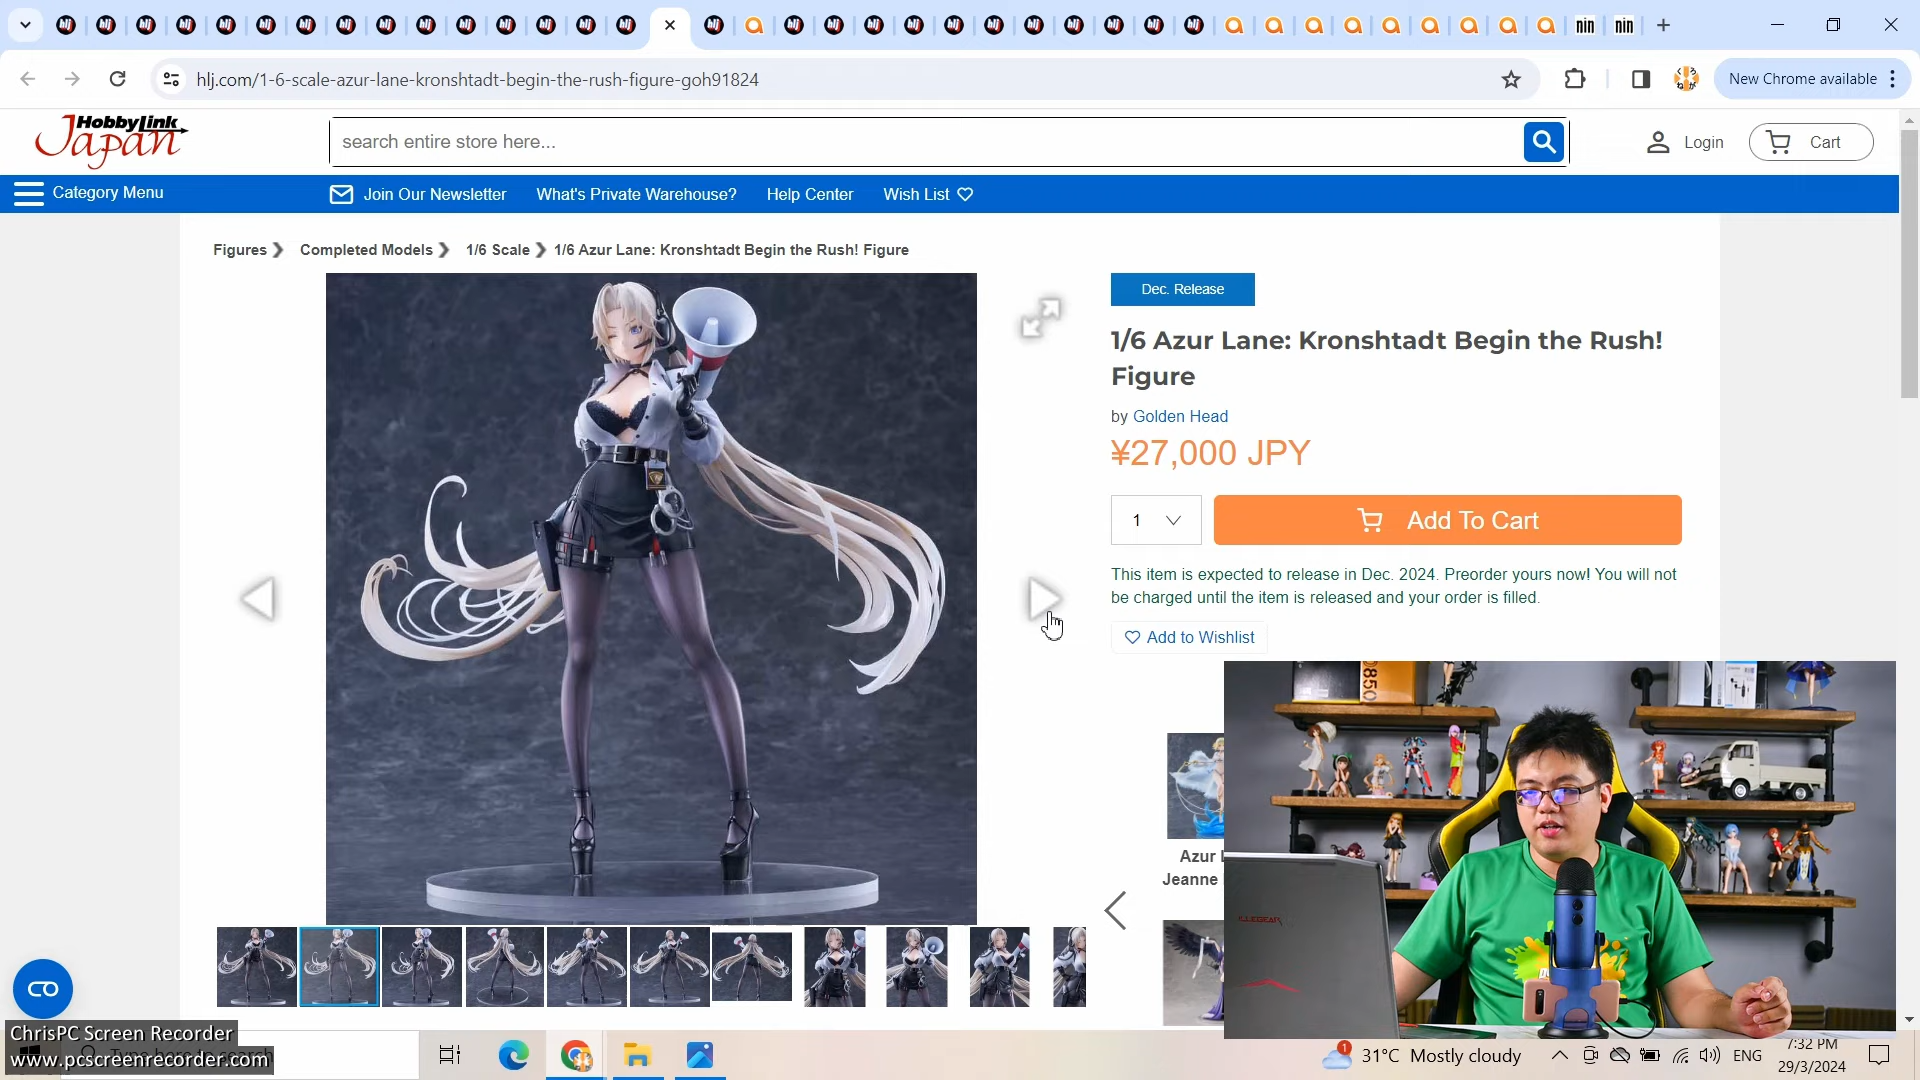 hlj.com/1-6-scale-azur-lane-kronshtadt-begin-the-rush-figure-goh91824
New Chrome available
HobbyLink
Japan
search entire store here...
Login
Cart
Category Menu
Join Our Newsletter
What's Private Warehouse?
Help Center
Wish List
Figures
Completed Models
1/6 Scale
1/6 Azur Lane: Kronshtadt Begin the Rush! Figure
Dec. Release
1/6 Azur Lane: Kronshtadt Begin the Rush!
Figure
by Golden Head
¥27,000 JPY
1
Add To Cart
This item is expected to release in Dec. 2024. Preorder yours now! You will not
be charged until the item is released and your order is filled.
Add to Wishlist
Azur
Jeanne
ChrisPC Screen Recorder
www.pcscreenrecorder.com
31°C Mostly cloudy
ENG
7:32 PM
29/3/2024